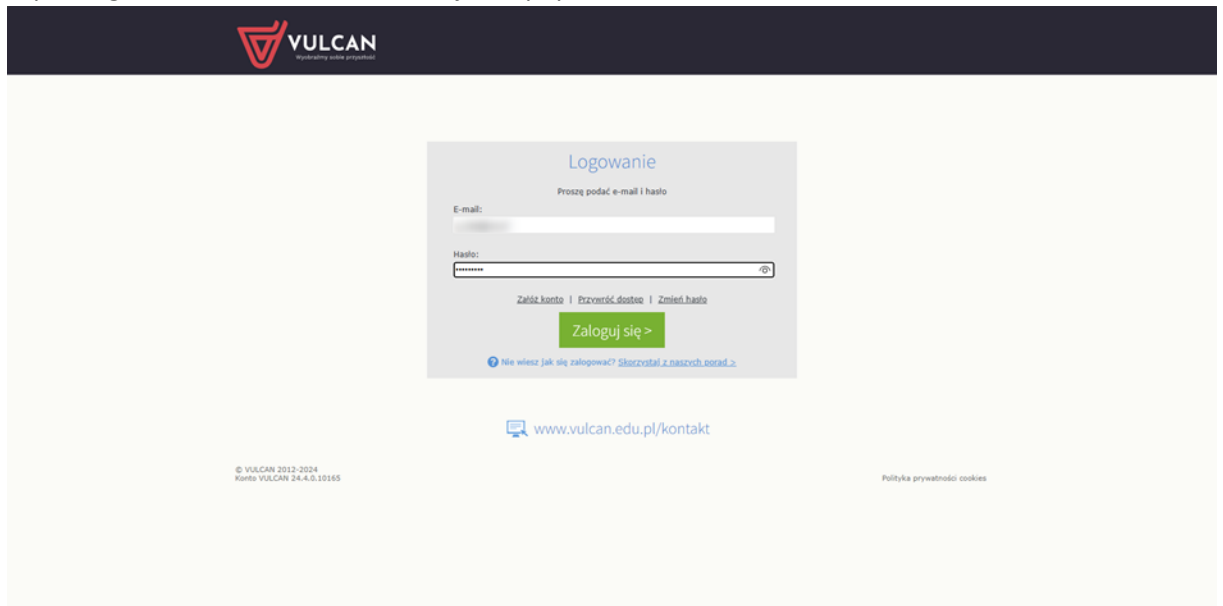 VULCAN
Wyobraźmy sobie przyszłość
Logowanie
Proszę podać e-mail i hasło
E-mail:
Hasło:
Załóż konto | Przywróć dostęp | Zmień hasło
Zaloguj się >
Nie wiesz jak się zalogować? Skorzystaj z naszych porad >
www.vulcan.edu.pl/kontakt
© VULCAN 2012-2024
Konto VULCAN 24.4.0.10165
Polityka prywatności cookies